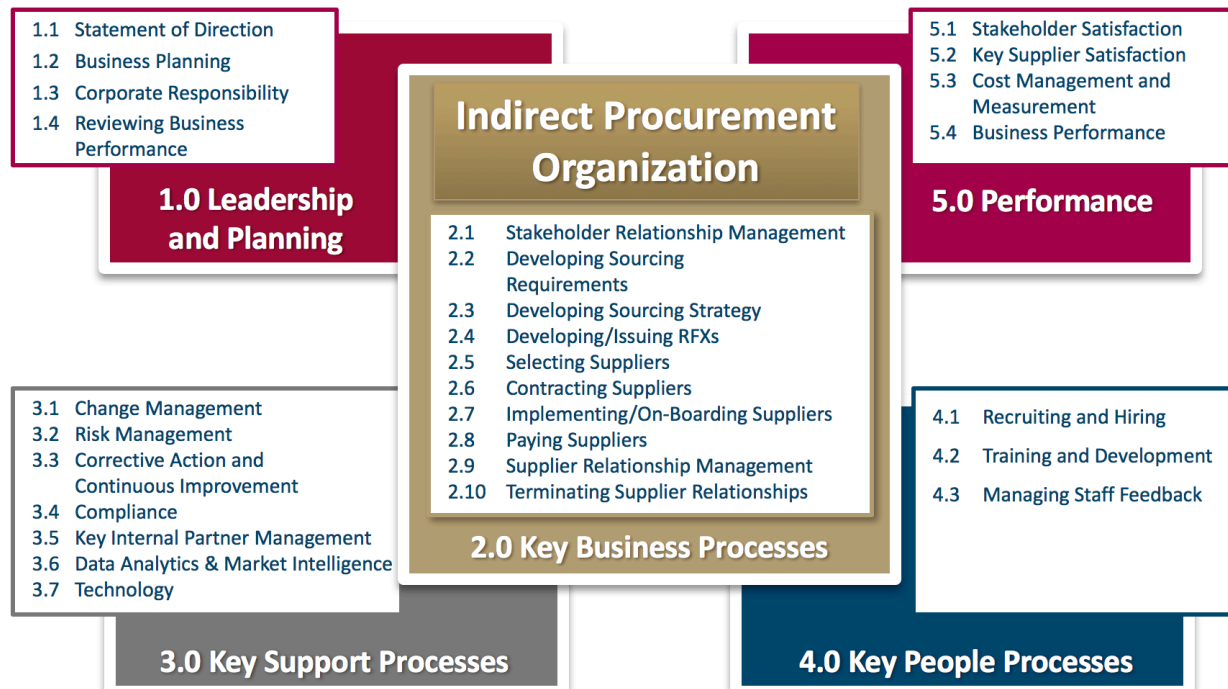 1.1 Statement of Direction
1.2 Business Planning
1.3 Corporate Responsibility
1.4 Reviewing Business
Performance
1.0 Leadership
and Planning
Indirect Procurement
Organization
2.1 Stakeholder Relationship Management
2.2 Developing Sourcing
Requirements
2.3 Developing Sourcing Strategy
2.4 Developing/Issuing RFXs
2.5 Selecting Suppliers
2.6 Contracting Suppliers
2.7 Implementing/On-Boarding Suppliers
2.8 Paying Suppliers
2.9 Supplier Relationship Management
2.10 Terminating Supplier Relationships
2.0 Key Business Processes
5.1 Stakeholder Satisfaction
5.2 Key Supplier Satisfaction
5.3 Cost Management and
Measurement
5.4 Business Performance
5.0 Performance
3.1 Change Management
3.2 Risk Management
3.3 Corrective Action and
Continuous Improvement
3.4 Compliance
3.5 Key Internal Partner Management
3.6 Data Analytics & Market Intelligence
3.7 Technology
3.0 Key Support Processes
4.1 Recruiting and Hiring
4.2 Training and Development
4.3 Managing Staff Feedback
4.0 Key People Processes